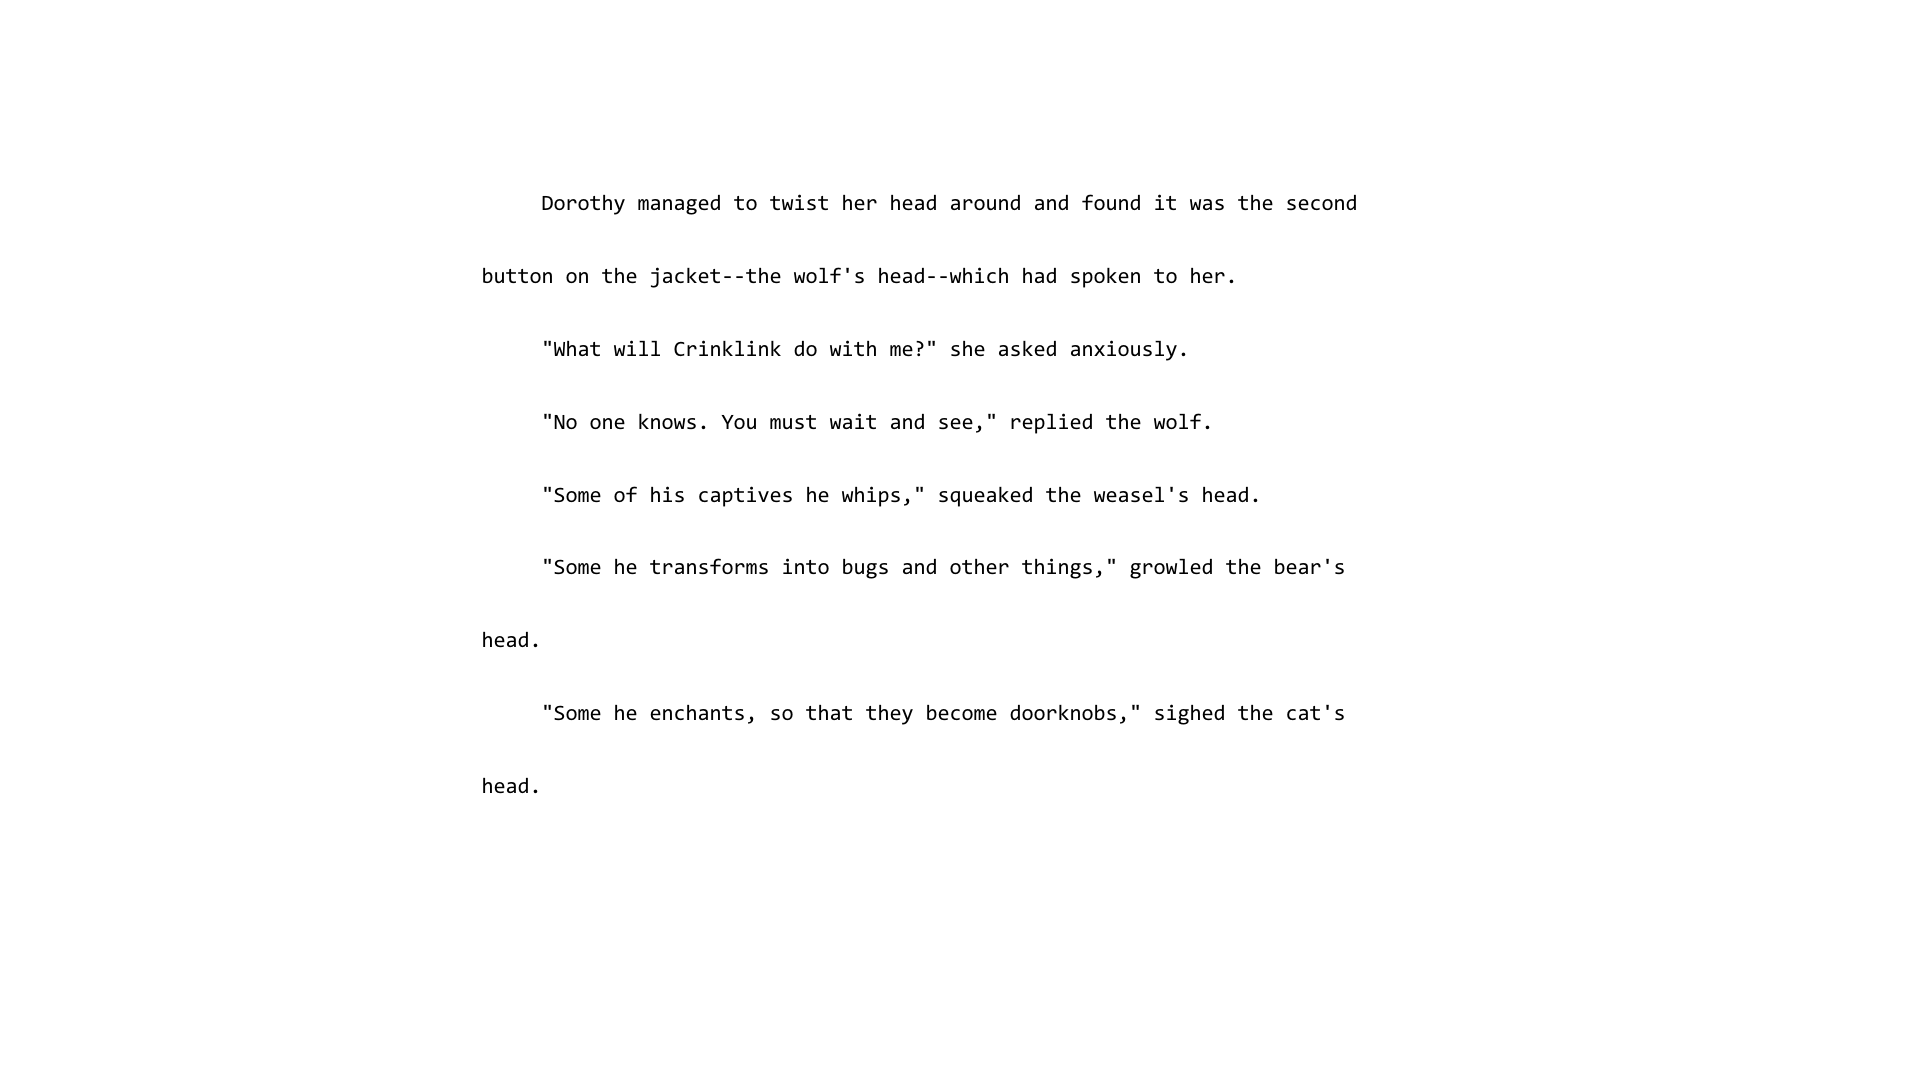 Dorothy managed to twist her head around and found it was the second
button on the jacket--the wolf's head--which had spoken to her.
"What will Crinklink do with me?" she asked anxiously.
"No one knows. You must wait and see," replied the wolf.
"Some of his captives he whips," squeaked the weasel's head.
"Some he transforms into bugs and other things," growled the bear's
head.
"Some he enchants, so that they become doorknobs," sighed the cat's
head.